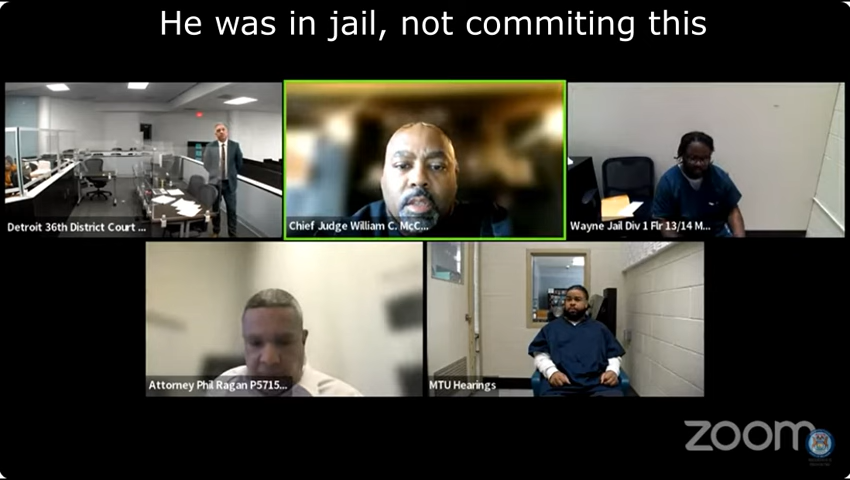 He was in jail, not commiting this
Detroit 36th District Court ...
Chief Judge William C. McC...
Wayne Jail Div 1 Flr 13/14 M...
Attorney Phil Ragan P5715...
MTU Hearings
zoom